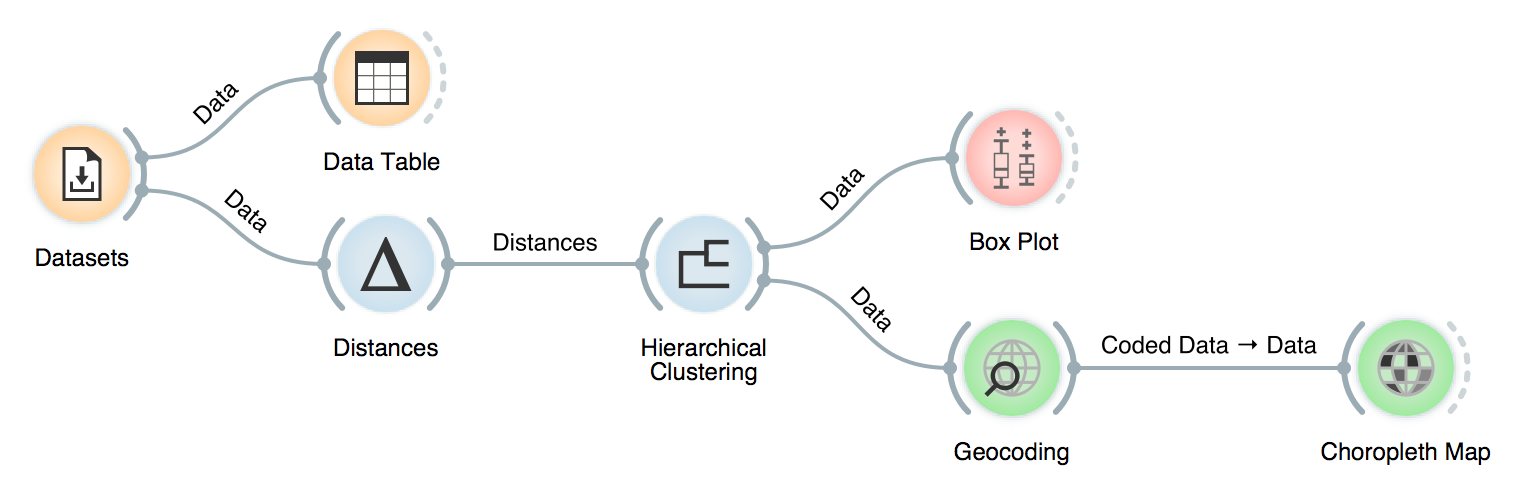 Data
Data Table
Datasets
Data
Distances
Distances
Hierarchical
Clustering
Data
Box Plot
Data
Geocoding
Coded Data → Data
Choropleth Map